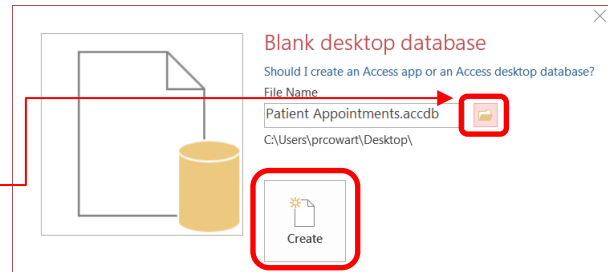 Blank desktop database
Should I create an Access app or an Access desktop database?
File Name
Patient Appointments.accdb
C:\Users\prcowart\Desktop\
Create